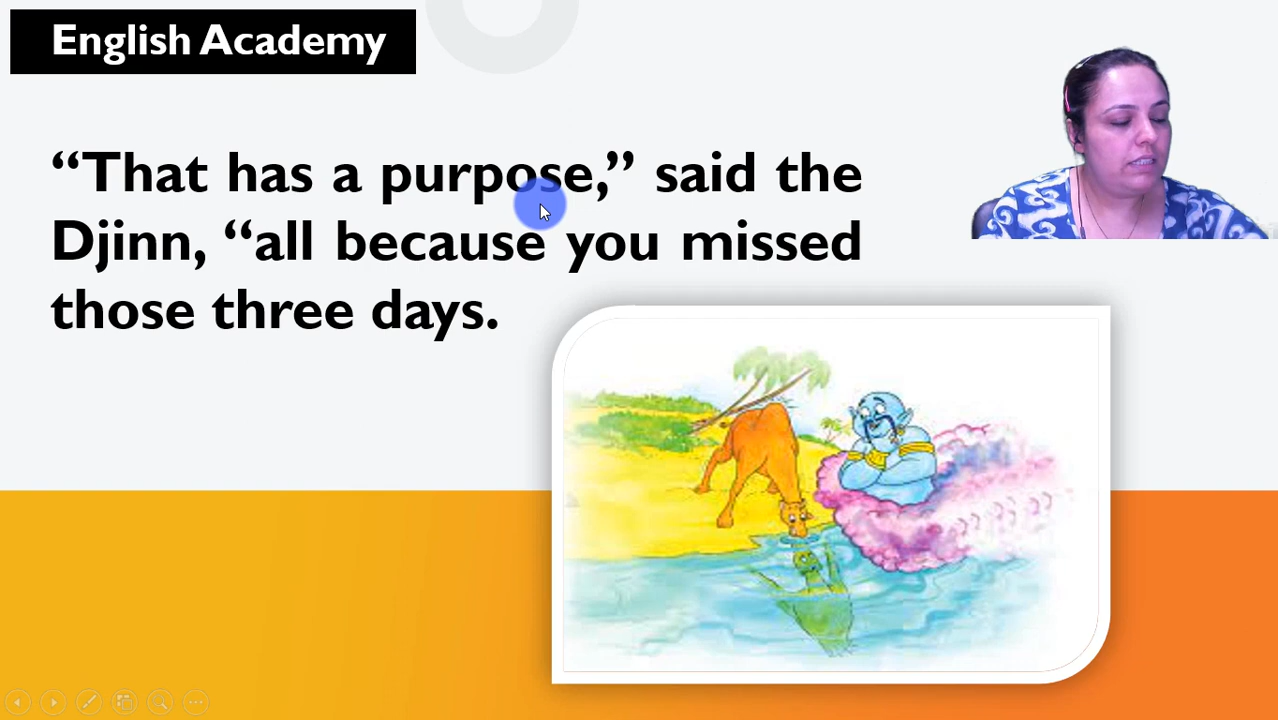 English Academy
“That has a purpose,” said the
Djinn, “all because you missed
those three days.